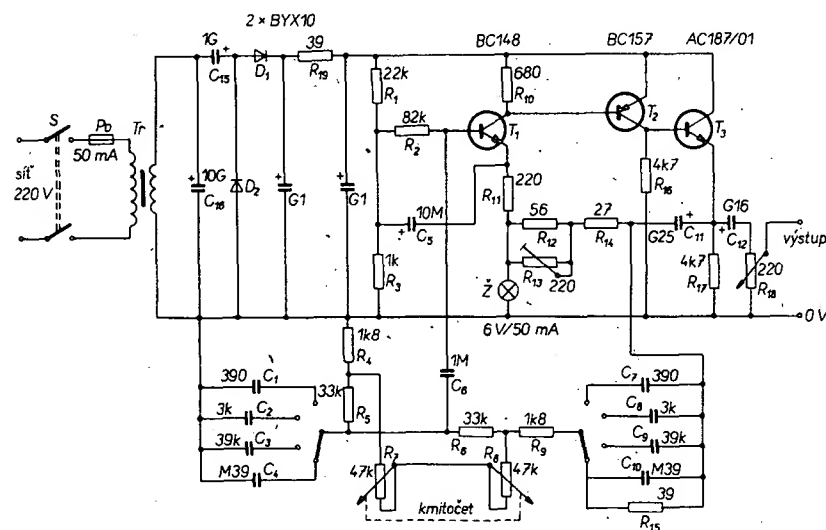 2 × BYX10
1G
C15
D1
39
R19
BC148
BC157
AC187/01
22k
R1
680
R10
82k
R2
T1
T2
T3
S
Po
50 mA
Tr
síť
220 V
10G
C16
D2
G1
G1
10M
C5
220
R11
56
R12
27
R14
4k7
R16
G25
C11
G16
C12
výstup
1k
R3
R13
220
Ž
6 V/50 mA
4k7
R17
220
R18
0 V
1k8
R4
1M
C6
390
C1
33k
R5
C7
390
3k
C2
C8
3k
39k
C3
33k
R6
1k8
R9
C9
39k
M39
C4
47k
R7
R8
47k
C10
M39
kmitočet
39
R15